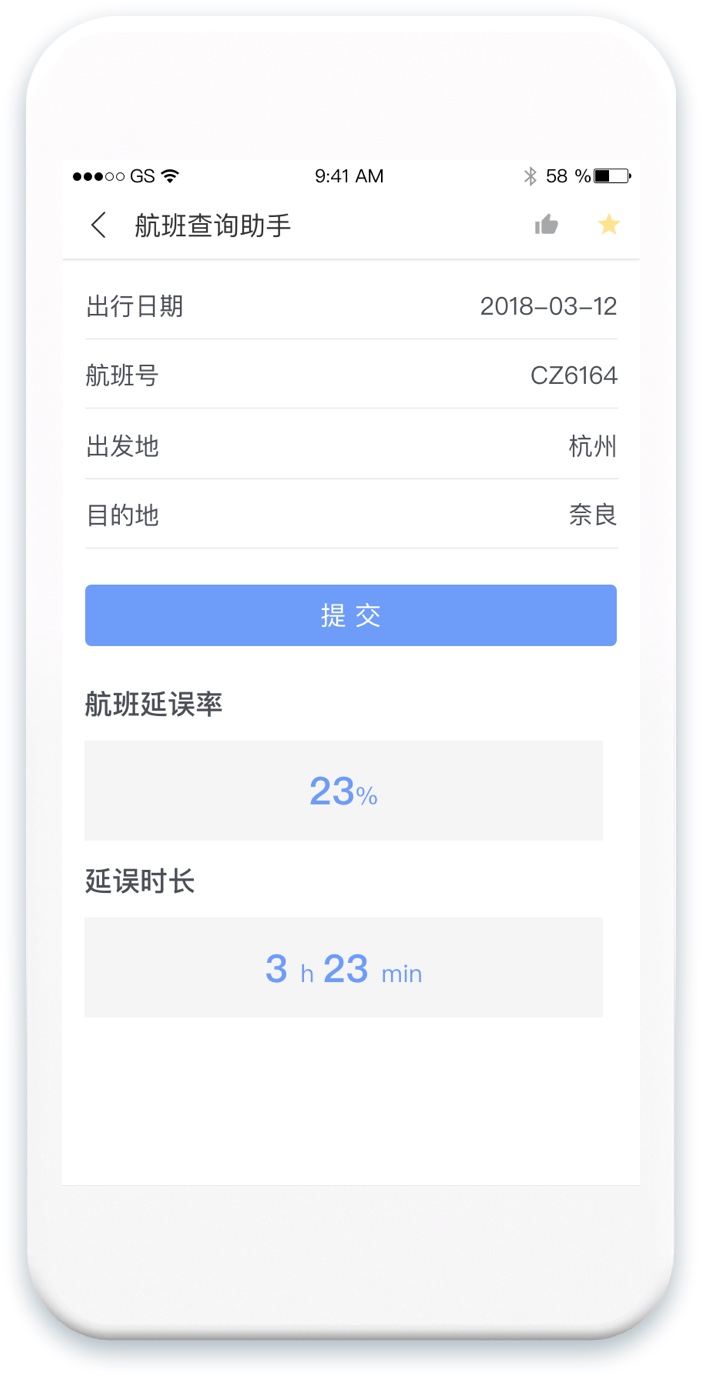 GS 9:41 AM 58 %
航班查询助手
出行日期 2018-03-12
航班号 CZ6164
出发地 杭州
目的地 奈良
提 交
航班延误率
23%
延误时长
3 h 23 min